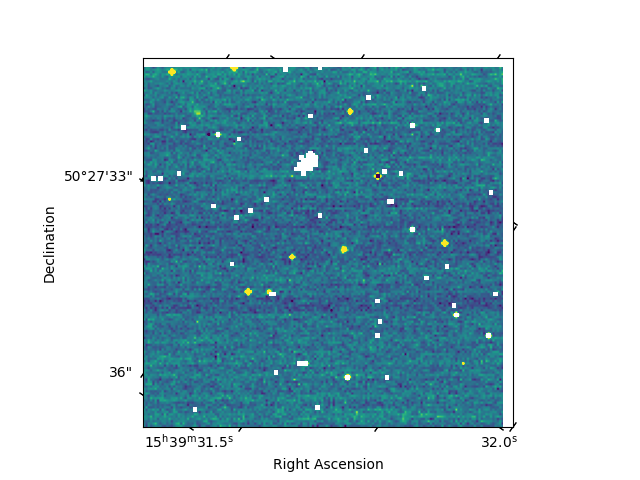 50°27'33"
Declination
36"
15ʰ39ᵐ31.5ˢ
32.0ˢ
Right Ascension